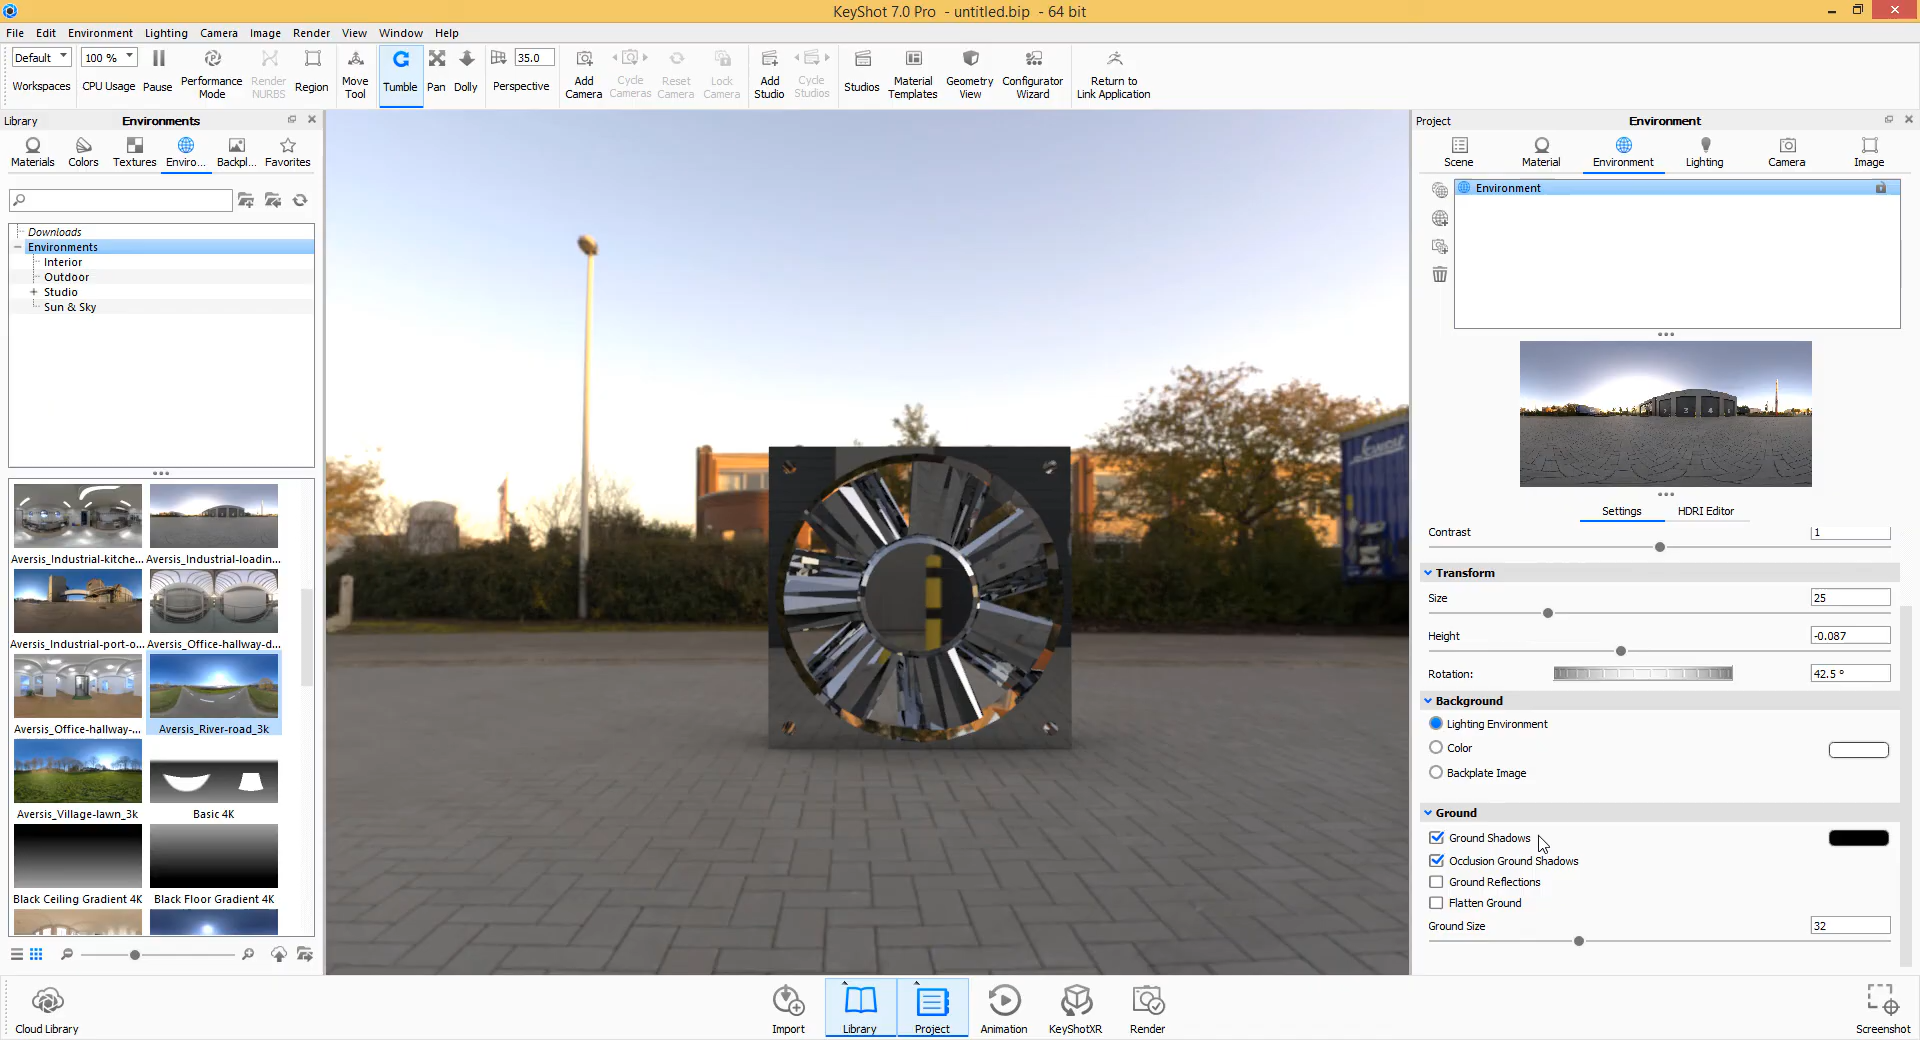 KeyShot 7.0 Pro  - untitled.bip  - 64 bit
File Edit Environment Lighting Camera Image Render View Window Help
Default 100 % 35.0
Workspaces CPU Usage Pause Performance Mode Render NURBS Region Move Tool Tumble Pan Dolly Perspective Add Camera Cycle Cameras Reset Camera Lock Camera Add Studio Cycle Studios Studios Material Templates Geometry View Configurator Wizard Return to Link Application
Library Environments
Materials Colors Textures Enviro... Backpl... Favorites
Downloads
Environments
Interior
Outdoor
Studio
Sun & Sky
Aversis_Industrial-kitche... Aversis_Industrial-loadin...
Aversis_Industrial-port-o... Aversis_Office-hallway-d...
Aversis_Office-hallway-... Aversis_River-road_3k
Aversis_Village-lawn_3k Basic 4K
Black Ceiling Gradient 4K Black Floor Gradient 4K
Project Environment
Scene Material Environment Lighting Camera Image
Environment
3 4
Settings HDRI Editor
Contrast 1
Transform
Size 25
Height -0.087
Rotation: 42.5 °
Background
Lighting Environment
Color
Backplate Image
Ground
Ground Shadows
Occlusion Ground Shadows
Ground Reflections
Flatten Ground
Ground Size 32
Cloud Library Import Library Project Animation KeyShotXR Render Screenshot